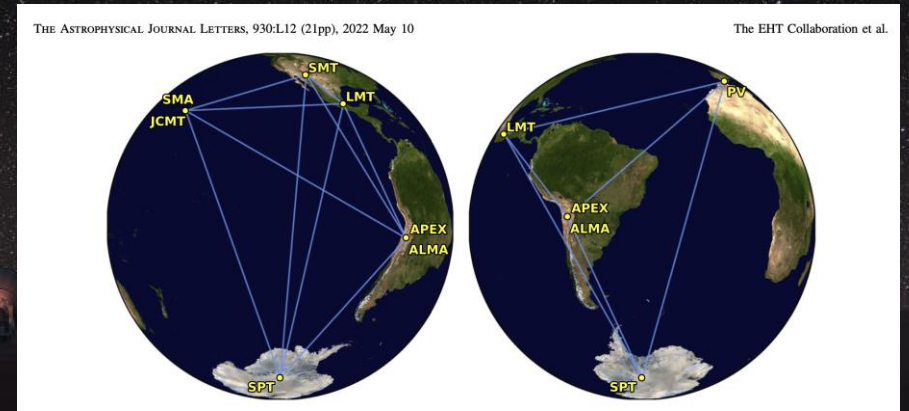 THE ASTROPHYSICAL JOURNAL LETTERS, 930:L12 (21pp), 2022 May 10
The EHT Collaboration et al.
SMT
SMA
LMT
JCMT
APEX
ALMA
SPT
PV
LMT
APEX
ALMA
SPT